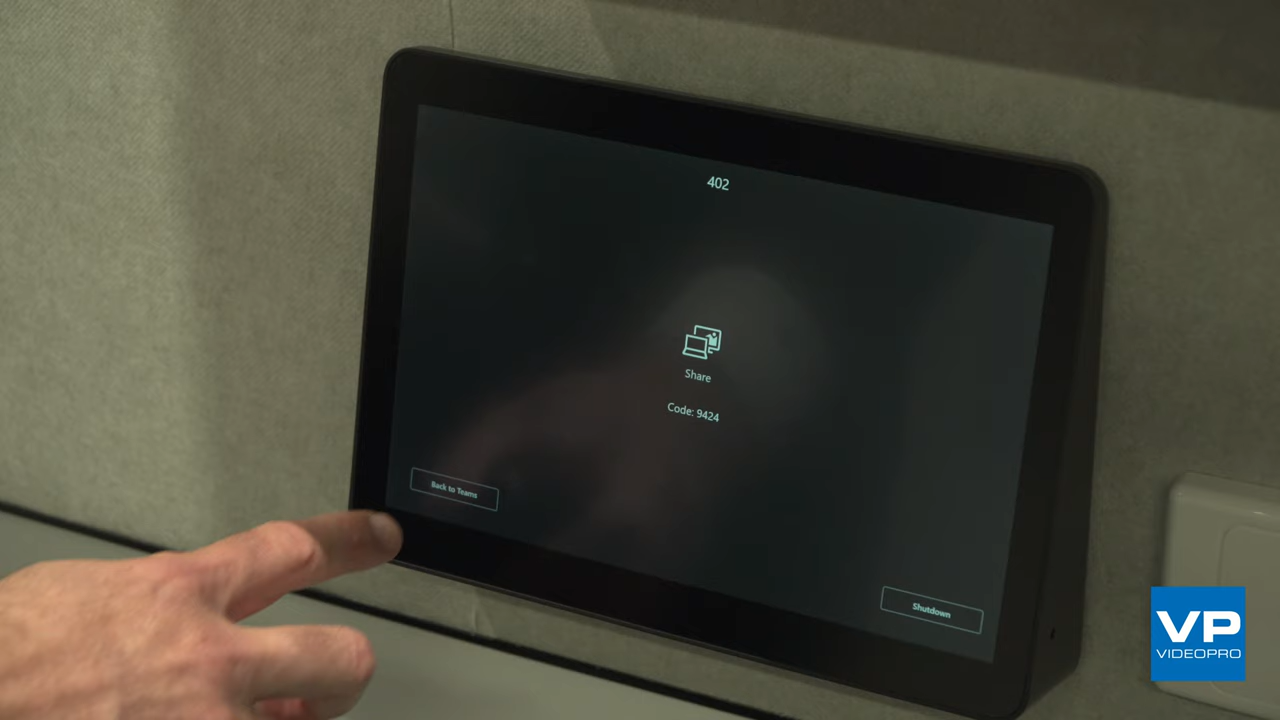 402
Share
Code: 9424
Back to Teams
Shutdown
VP
VIDEOPRO